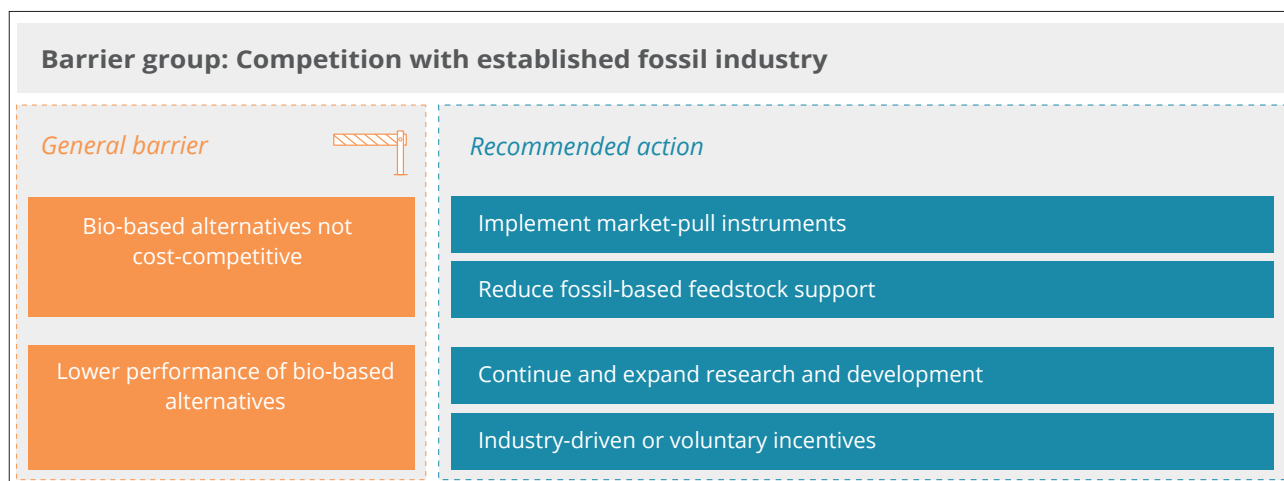 Barrier group: Competition with established fossil industry
General barrier
Recommended action
Bio-based alternatives not
cost-competitive
Implement market-pull instruments
Reduce fossil-based feedstock support
Lower performance of bio-based
alternatives
Continue and expand research and development
Industry-driven or voluntary incentives